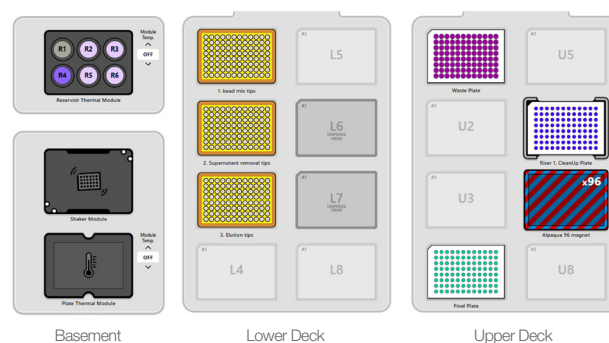 R1
R2
R3
R4
R5
R6
Reservoir Thermal Module
Module
Temp.
OFF
Shaker Module
Plate Thermal Module
Module
Temp.
OFF
Basement
1. bead mix tips
A1
L5
2. Supernatant removal tips
A1
L6
DISPENSE
HEAD
3. Elution tips
A1
L7
DISPENSE
HEAD
A1
L4
A1
L8
Lower Deck
Waste Plate
A1
U5
A1
U2
Riser 1, CleanUp Plate
A1
U3
x96
Alpaqua 96 magnet
Final Plate
A1
U8
Upper Deck